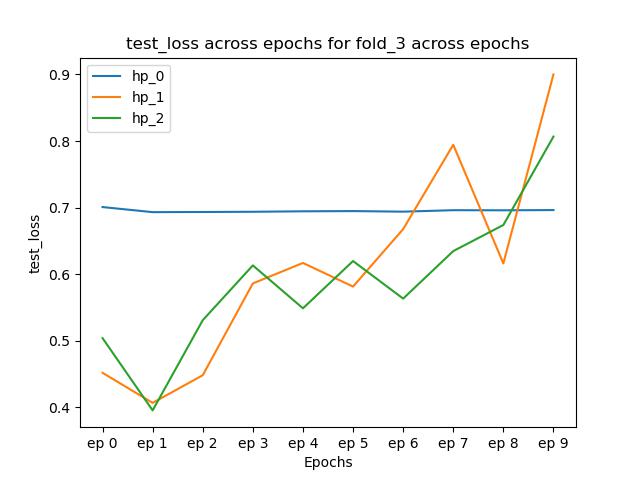 test_loss across epochs for fold_3 across epochs
hp_0
hp_1
hp_2
test_loss
0.9
0.8
0.7
0.6
0.5
0.4
ep 0 ep 1 ep 2 ep 3 ep 4 ep 5 ep 6 ep 7 ep 8 ep 9
Epochs